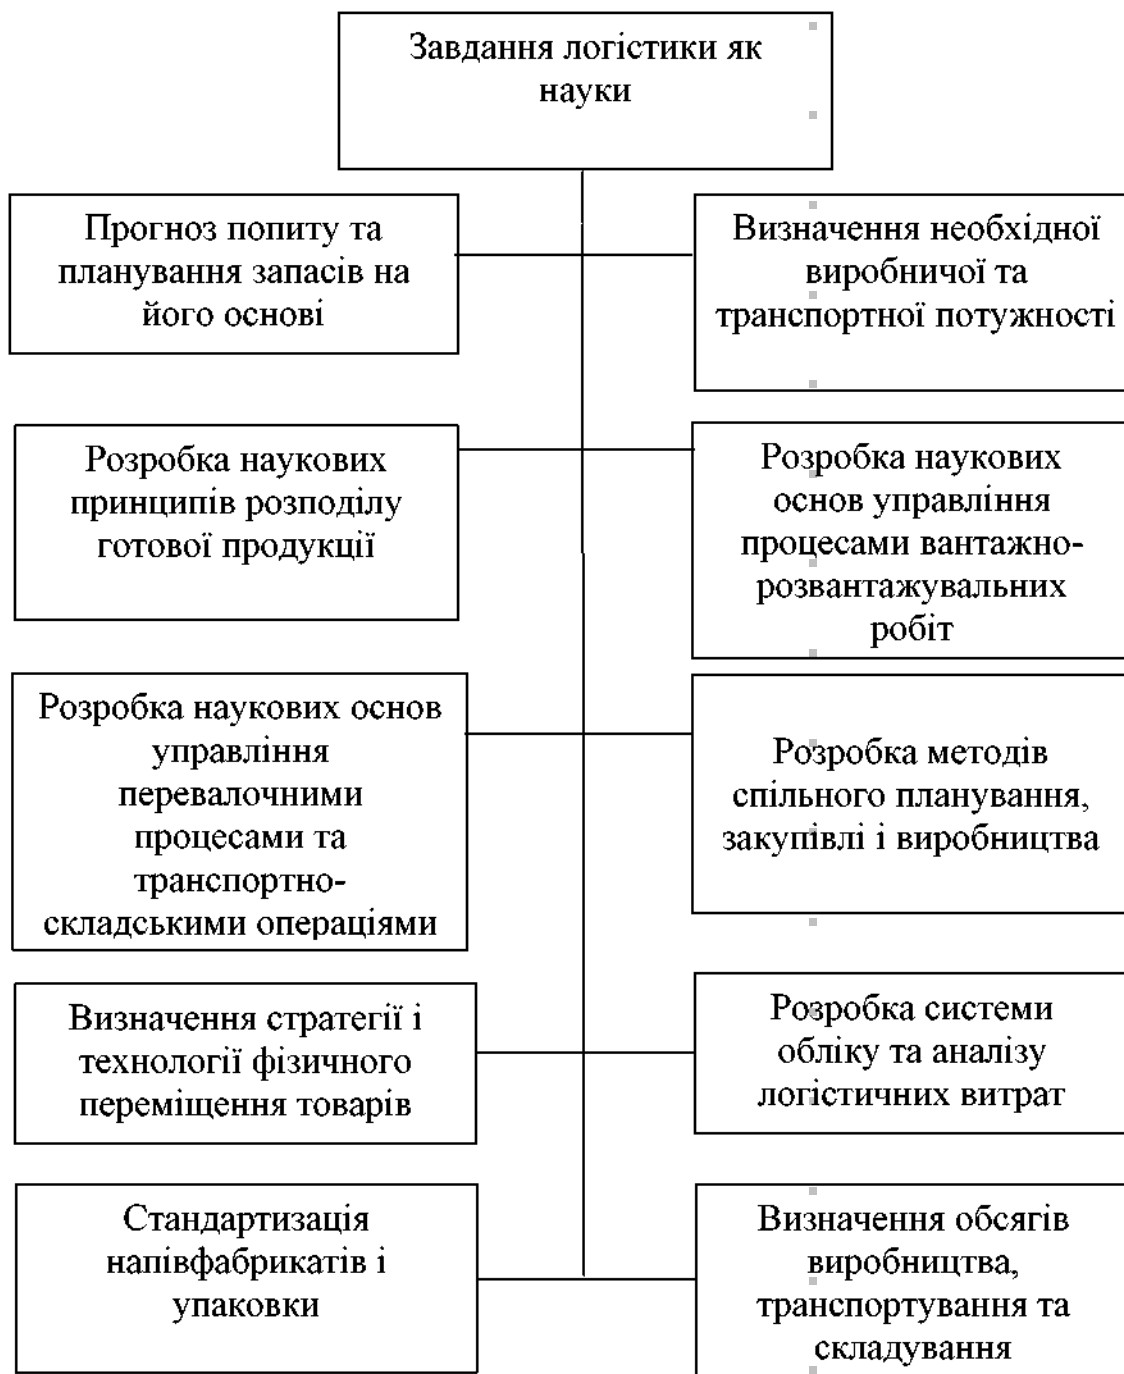 Завдання логістики як
науки
Прогноз попиту та
планування запасів на
його основі
Визначення необхідної
виробничої та
транспортної потужності
Розробка наукових
принципів розподілу
готової продукції
Розробка наукових
основ управління
процесами вантажно-
розвантажувальних
робіт
Розробка наукових основ
управління
перевалочними
процесами та
транспортно-
складськими операціями
Розробка методів
спільного планування,
закупівлі і виробництва
Визначення стратегії і
технології фізичного
переміщення товарів
Розробка системи
обліку та аналізу
логістичних витрат
Стандартизація
напівфабрикатів і
упаковки
Визначення обсягів
виробництва,
транспортування та
складування